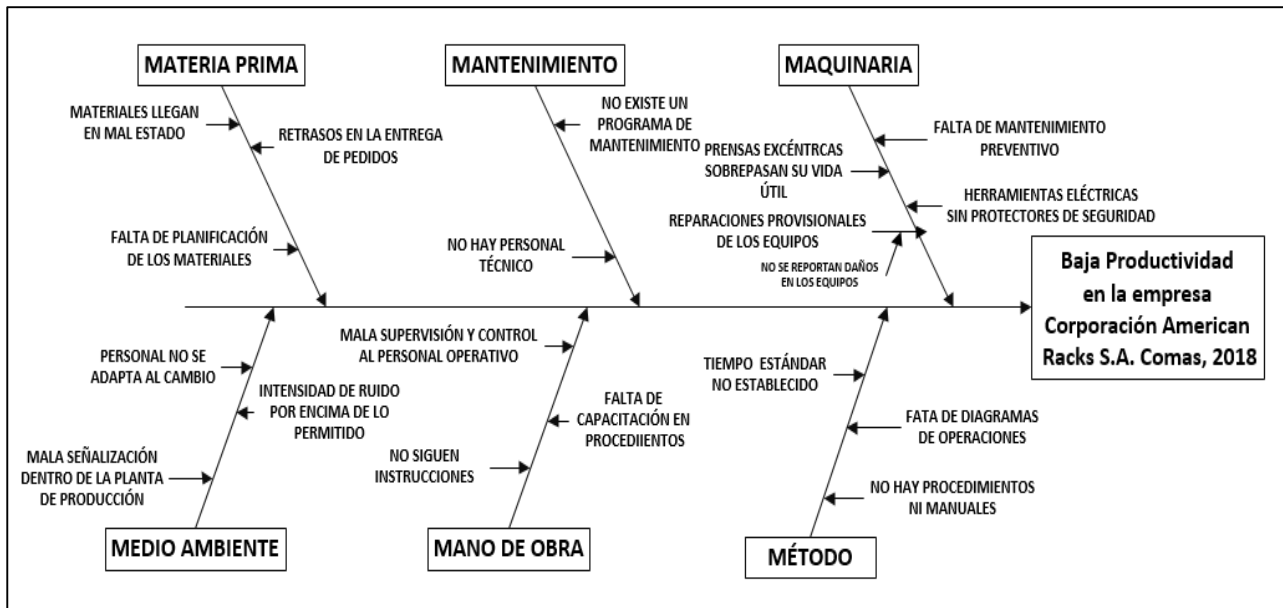 MATERIA PRIMA
MANTENIMIENTO
MAQUINARIA
MATERIALES LLEGAN
EN MAL ESTADO
RETRASOS EN LA ENTREGA
DE PEDIDOS
FALTA DE PLANIFICACIÓN
DE LOS MATERIALES
NO EXISTE UN
PROGRAMA DE
MANTENIMIENTO
NO HAY PERSONAL
TÉCNICO
FALTA DE MANTENIMIENTO
PREVENTIVO
PRENSAS EXCÉNTRCAS
SOBREPASAN SU VIDA
ÚTIL
HERRAMIENTAS ELÉCTRICAS
SIN PROTECTORES DE SEGURIDAD
REPARACIONES PROVISIONALES
DE LOS EQUIPOS
NO SE REPORTAN DAÑOS
EN LOS EQUIPOS
Baja Productividad
en la empresa
Corporación American
Racks S.A. Comas, 2018
PERSONAL NO SE
ADAPTA AL CAMBIO
INTENSIDAD DE RUIDO
POR ENCIMA DE LO
PERMITIDO
MALA SEÑALIZACIÓN
DENTRO DE LA PLANTA
DE PRODUCCIÓN
MALA SUPERVISIÓN Y CONTROL
AL PERSONAL OPERATIVO
FALTA DE
CAPACITACIÓN EN
PROCEDIIENTOS
NO SIGUEN
INSTRUCCIONES
TIEMPO ESTÁNDAR
NO ESTABLECIDO
FATA DE DIAGRAMAS
DE OPERACIONES
NO HAY PROCEDIMIENTOS
NI MANUALES
MEDIO AMBIENTE
MANO DE OBRA
MÉTODO